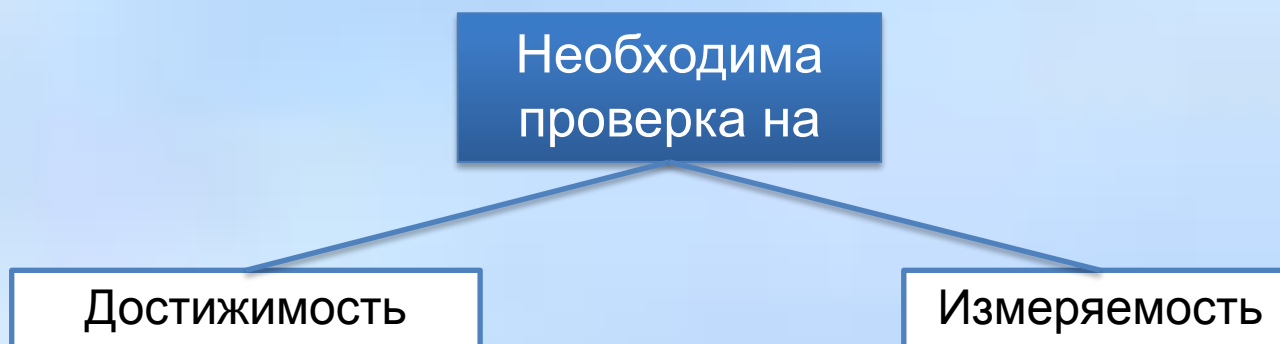 Необходима
проверка на
Достижимость
Измеряемость